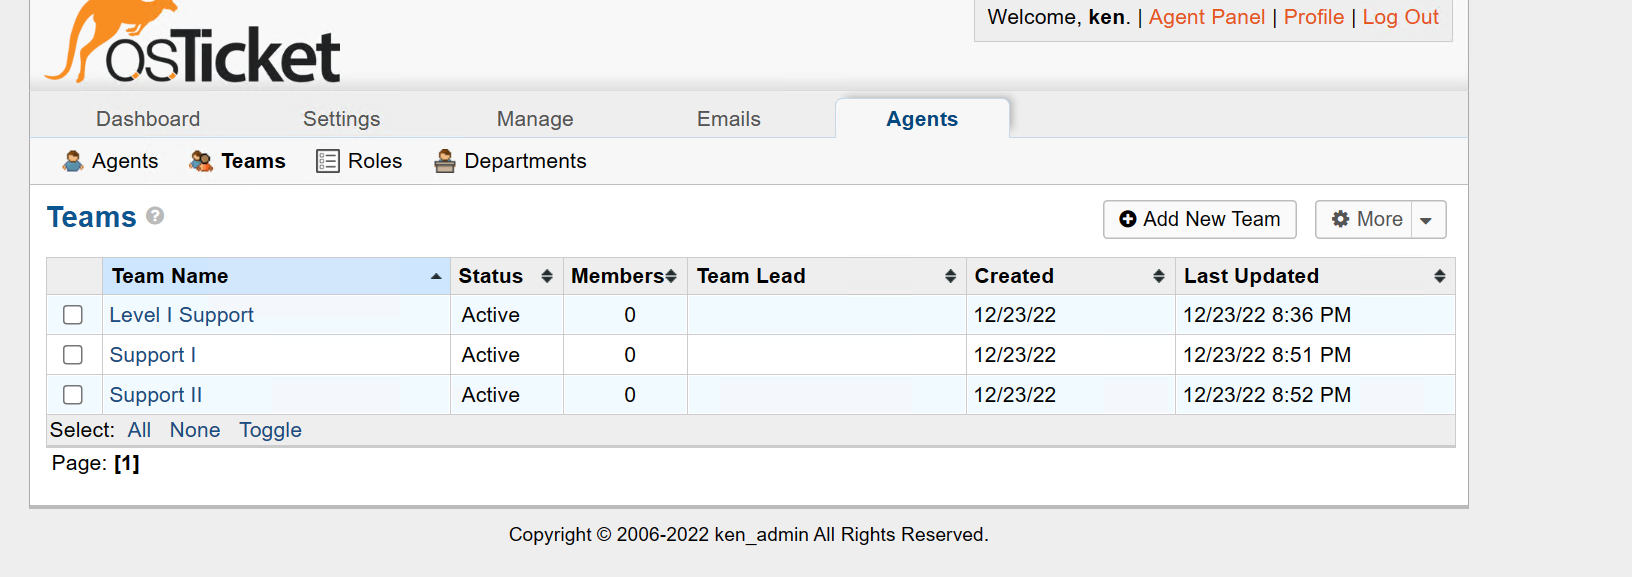 Welcome, ken. | Agent Panel | Profile | Log Out
osTicket
Dashboard Settings Manage Emails Agents
Agents Teams Roles Departments
Teams ?
Add New Team More
Team Name Status Members Team Lead Created Last Updated
Level I Support Active 0 12/23/22 12/23/22 8:36 PM
Support I Active 0 12/23/22 12/23/22 8:51 PM
Support II Active 0 12/23/22 12/23/22 8:52 PM
Select: All None Toggle
Page: [1]
Copyright © 2006-2022 ken_admin All Rights Reserved.